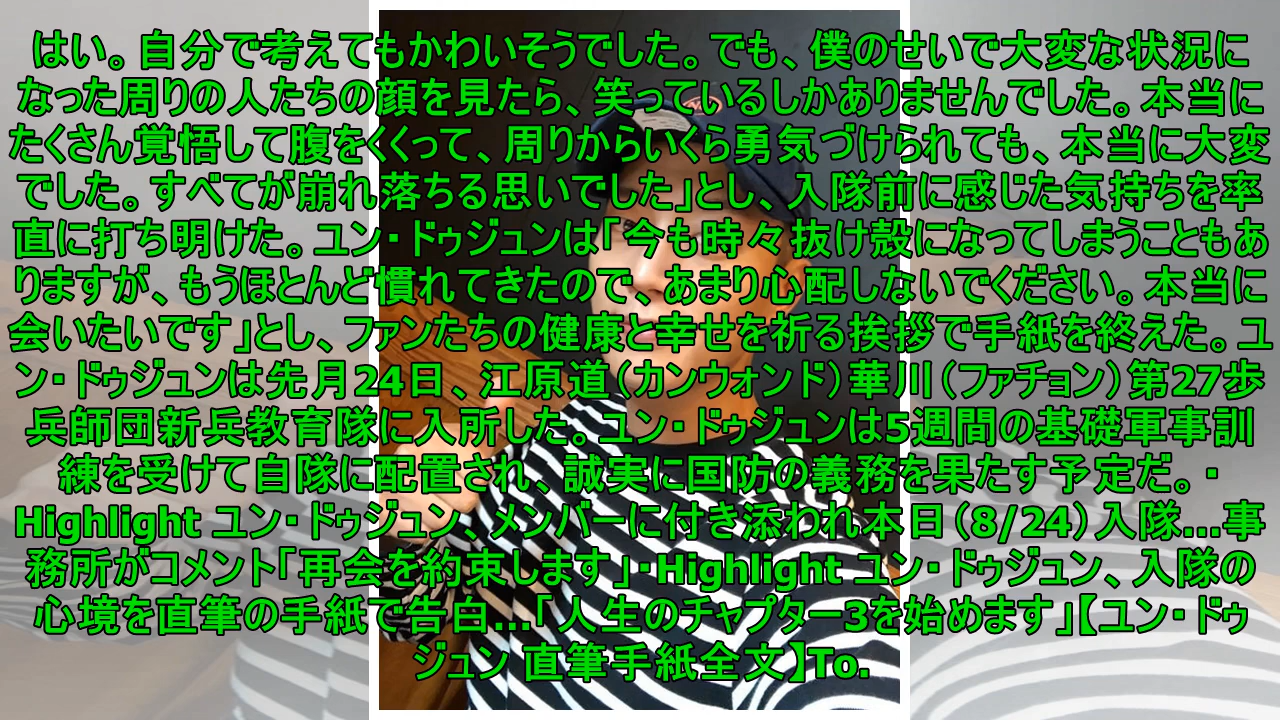 はい。自分で考えてもかわいそうでした。でも、僕のせいで大変な状況に
なった周りの人たちの顔を見たら、笑っているしかありませんでした。本当に
たくさん覚悟して腹をくくって、周りからいくら勇気づけられても、本当に大変
でした。すべてが崩れ落ちる思いでした」とし、入隊前に感じた気持ちを率
直に打ち明けた。ユン・ドゥジュンは「今も時々抜け殻になってしまうこともあ
りますが、もうほとんど慣れてきたので、あまり心配しないでください。本当に
会いたいです」とし、ファンたちの健康と幸せを祈る挨拶で手紙を終えた。ユ
ン・ドゥジュンは先月24日、江原道（カンウォンド）華川（ファチョン）第27歩
兵師団新兵教育隊に入所した。ユン・ドゥジュンは5週間の基礎軍事訓
練を受けて自隊に配置され、誠実に国防の義務を果たす予定だ。・
Highlight ユン・ドゥジュン、メンバーに付き添われ本日（8/24）入隊…事
務所がコメント「再会を約束します」・Highlight ユン・ドゥジュン、入隊の
心境を直筆の手紙で告白…「人生のチャプター3を始めます」【ユン・ドゥ
ジュン 直筆手紙全文】To.